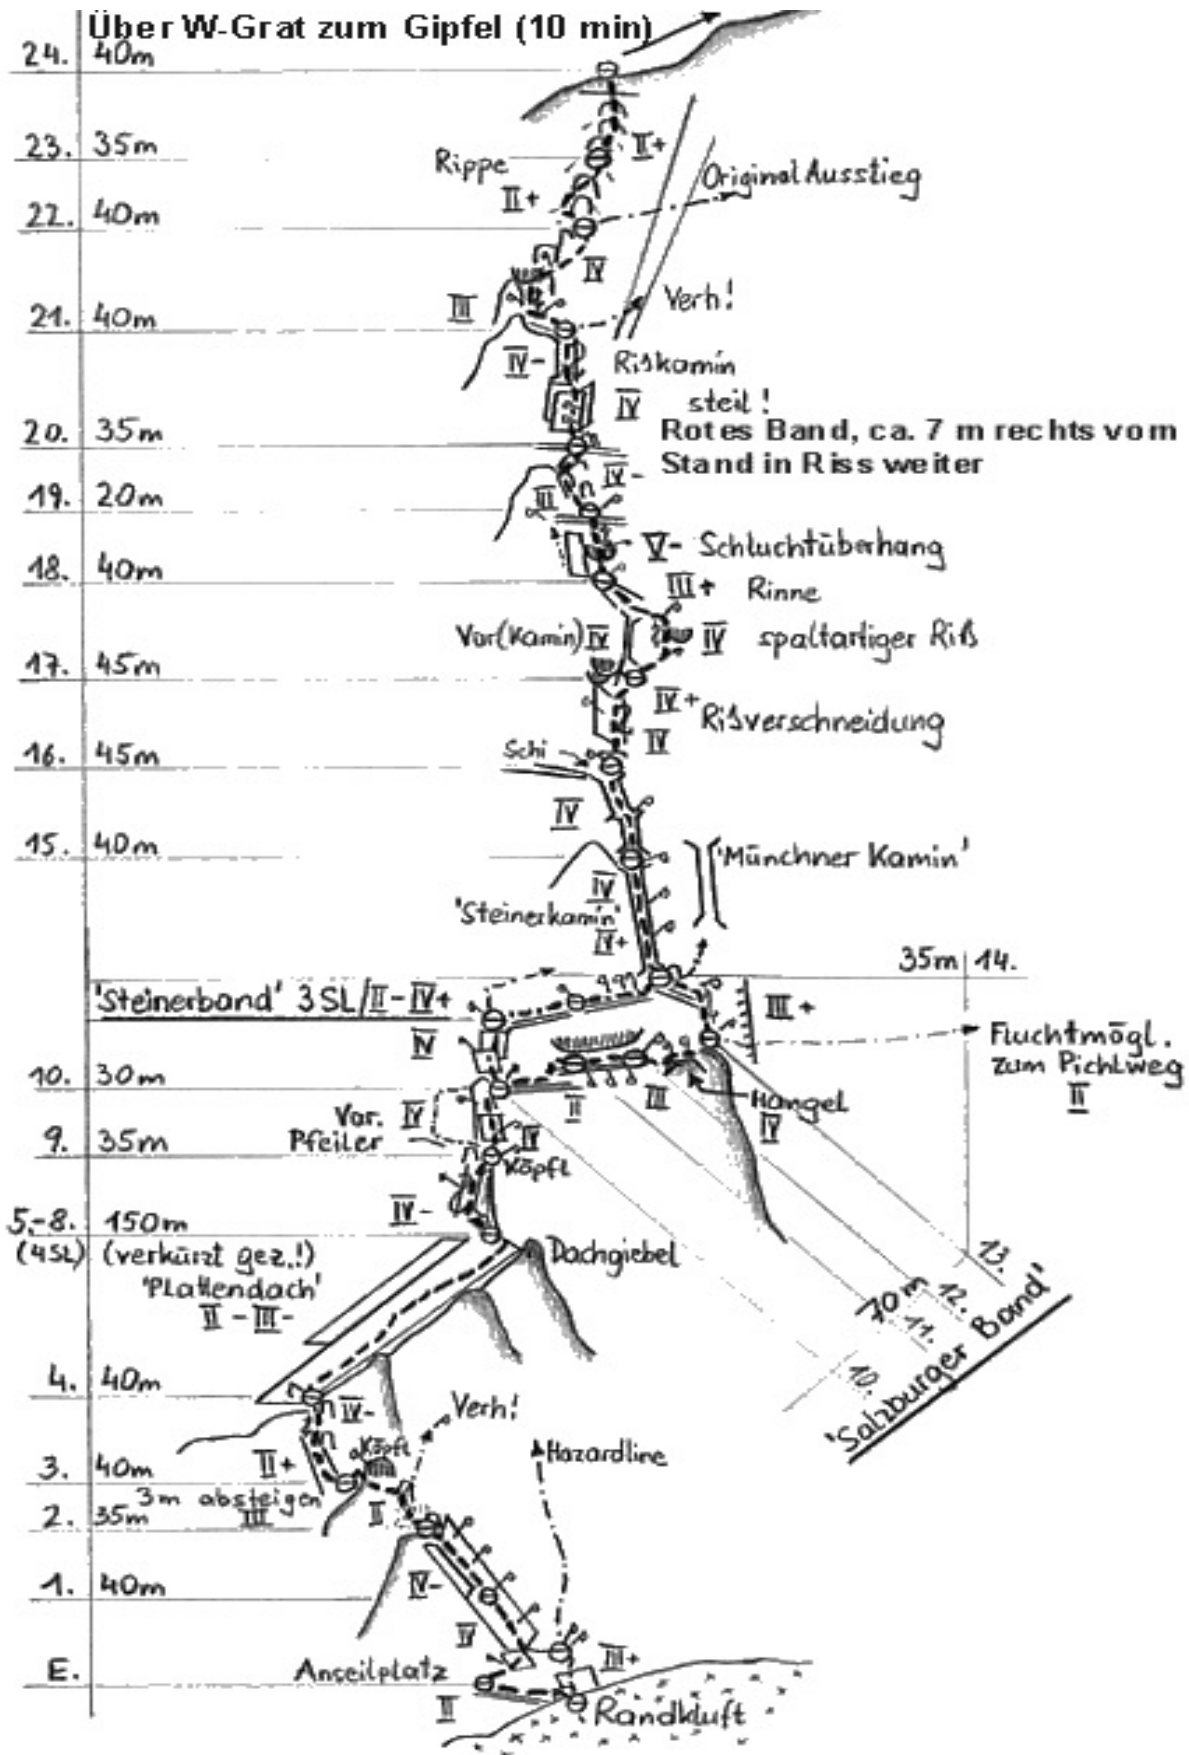 Über W-Grat zum Gipfel (10 min)
24. 40m
23. 35m
II+
Rippe
Original Ausstieg
II+
22. 40m
IV
III
Verh!
21. 40m
IV-
Rißkamin
IV
steil!
20. 35m
Rotes Band, ca. 7 m rechts vom
Stand in Riss weiter
IV-
19. 20m
III
V- Schluchtüberhang
18. 40m
III+ Rinne
Var(Kamin) IV
IV spaltartiger Riß
17. 45m
IV+
Rißverschneidung
IV
Schi
16. 45m
IV
15. 40m
'Münchner Kamin'
IV
'Steinerkamin'
IV+
35m 14.
'Steinerband' 3SL/II-IV+
III+
IV
Fluchtmögl.
zum Pichlweg
II
10. 30m
II
III
Hangel
IV
Var.
Pfeiler
IV
IV
9. 35m
Köpfl
IV-
5.-8. 150m
(4SL) (verkürzt gez.!)
Dachgiebel
'Plattendach'
II-III-
13.
12.
70m
11.
10.
'Salzburger Band'
4. 40m
IV-
Verh!
Köpfl
II+
Hazardline
3. 40m
3m absteigen
III
II
2. 35m
IV-
1. 40m
IV
III+
E.
Anseilplatz
II
Randkluft